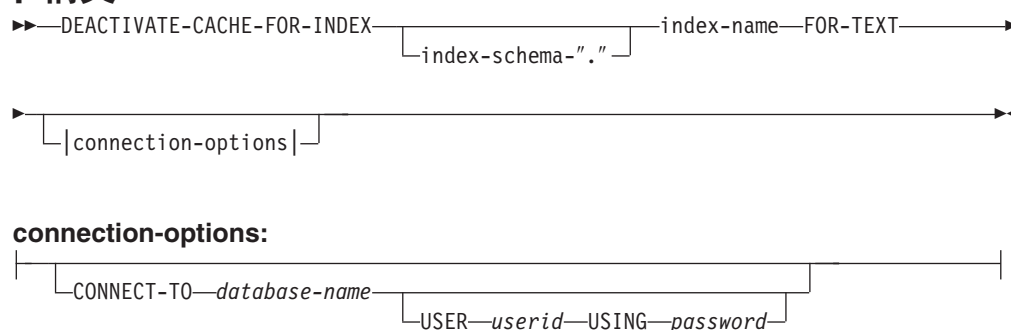 DEACTIVATE-CACHE-FOR-INDEX index-name FOR-TEXT
index-schema-"."
|connection-options|
connection-options:
CONNECT-TO database-name
USER userid USING password